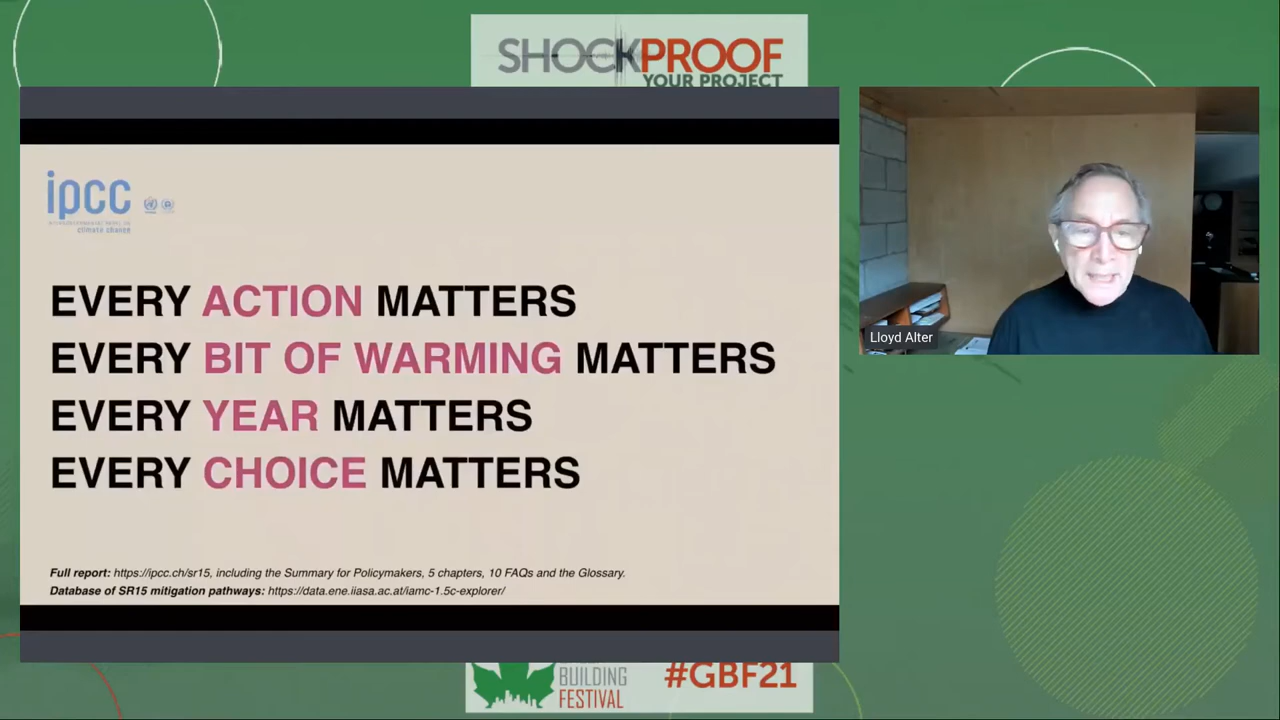 SHOCKPROOF
YOUR PROJECT
ipcc
climate change
EVERY ACTION MATTERS
EVERY BIT OF WARMING MATTERS
EVERY YEAR MATTERS
EVERY CHOICE MATTERS
Full report: https://ipcc.ch/sr15, including the Summary for Policymakers, 5 chapters, 10 FAQs and the Glossary.
Database of SR15 mitigation pathways: https://data.ene.iiasa.ac.at/iamc-1.5c-explorer/
Lloyd Alter
BUILDING
FESTIVAL
#GBF21